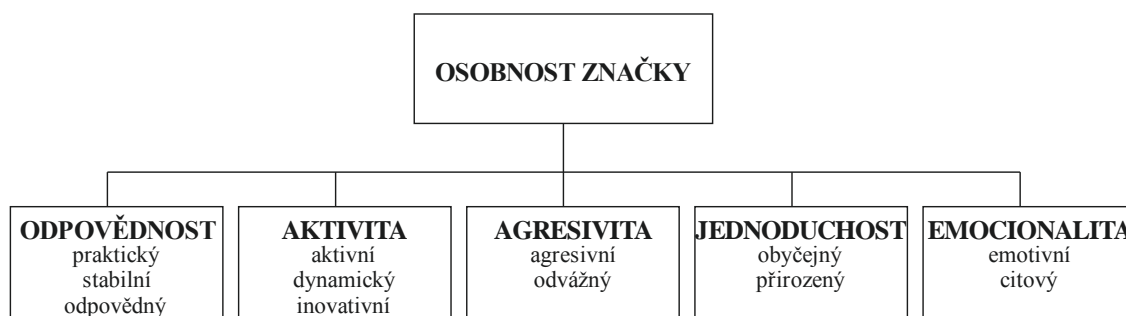 OSOBNOST ZNAČKY
ODPOVĚDNOST
praktický
stabilní
odpovědný
AKTIVITA
aktivní
dynamický
inovativní
AGRESIVITA
agresivní
odvážný
JEDNODUCHOST
obyčejný
přirozený
EMOCIONALITA
emotivní
citový